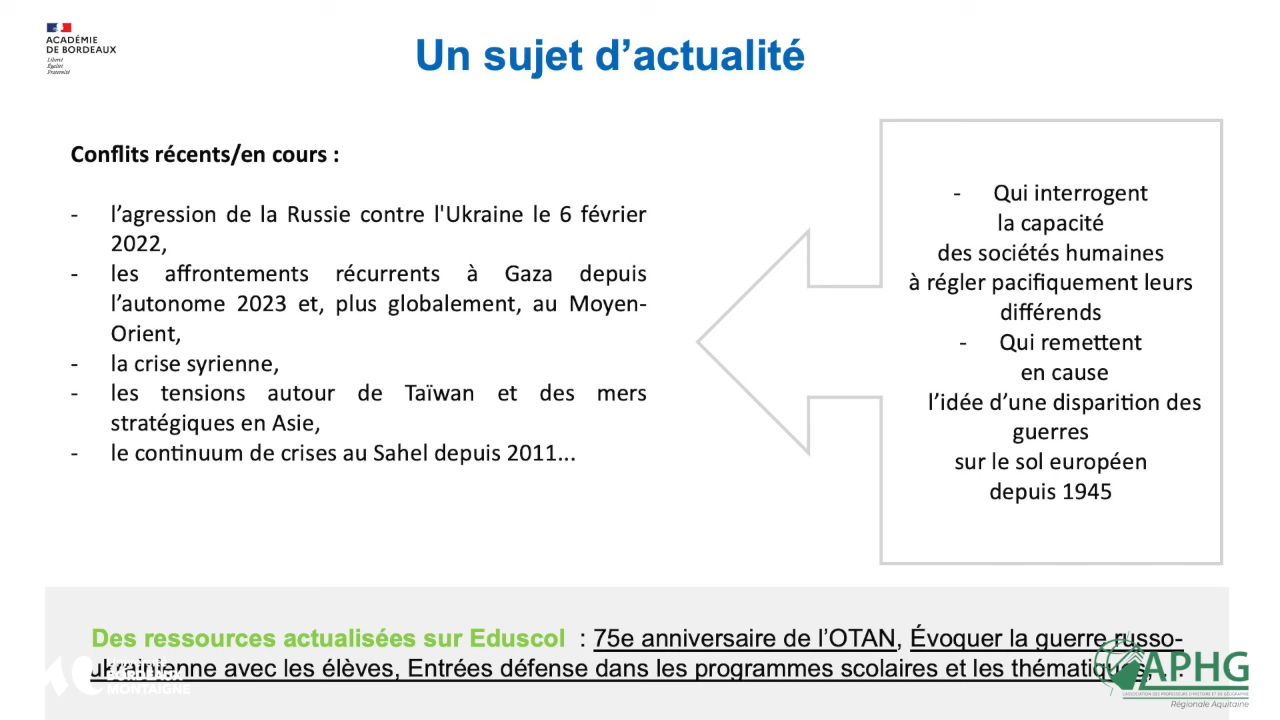 ACADÉMIE
DE BORDEAUX
Liberté
Égalité
Fraternité
Un sujet d’actualité
Conflits récents/en cours :
- l’agression de la Russie contre l'Ukraine le 6 février
2022,
- les affrontements récurrents à Gaza depuis
l’autonome 2023 et, plus globalement, au Moyen-
Orient,
- la crise syrienne,
- les tensions autour de Taïwan et des mers
stratégiques en Asie,
- le continuum de crises au Sahel depuis 2011...
- Qui interrogent
la capacité
des sociétés humaines
à régler pacifiquement leurs
différends
- Qui remettent
en cause
l’idée d’une disparition des
guerres
sur le sol européen
depuis 1945
Des ressources actualisées sur Eduscol : 75e anniversaire de l’OTAN, Évoquer la guerre russo-
ukrainienne avec les élèves, Entrées défense dans les programmes scolaires et les thématiques, ...
BORDEAUX
MONTAIGNE
APHG
L'ASSOCIATION DES PROFESSEURS D'HISTOIRE ET DE GÉOGRAPHIE
Régionale Aquitaine